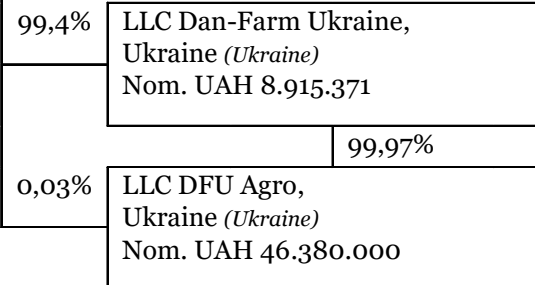 99,4%
LLC Dan-Farm Ukraine,
Ukraine (Ukraine)
Nom. UAH 8.915.371
99,97%
0,03%
LLC DFU Agro,
Ukraine (Ukraine)
Nom. UAH 46.380.000